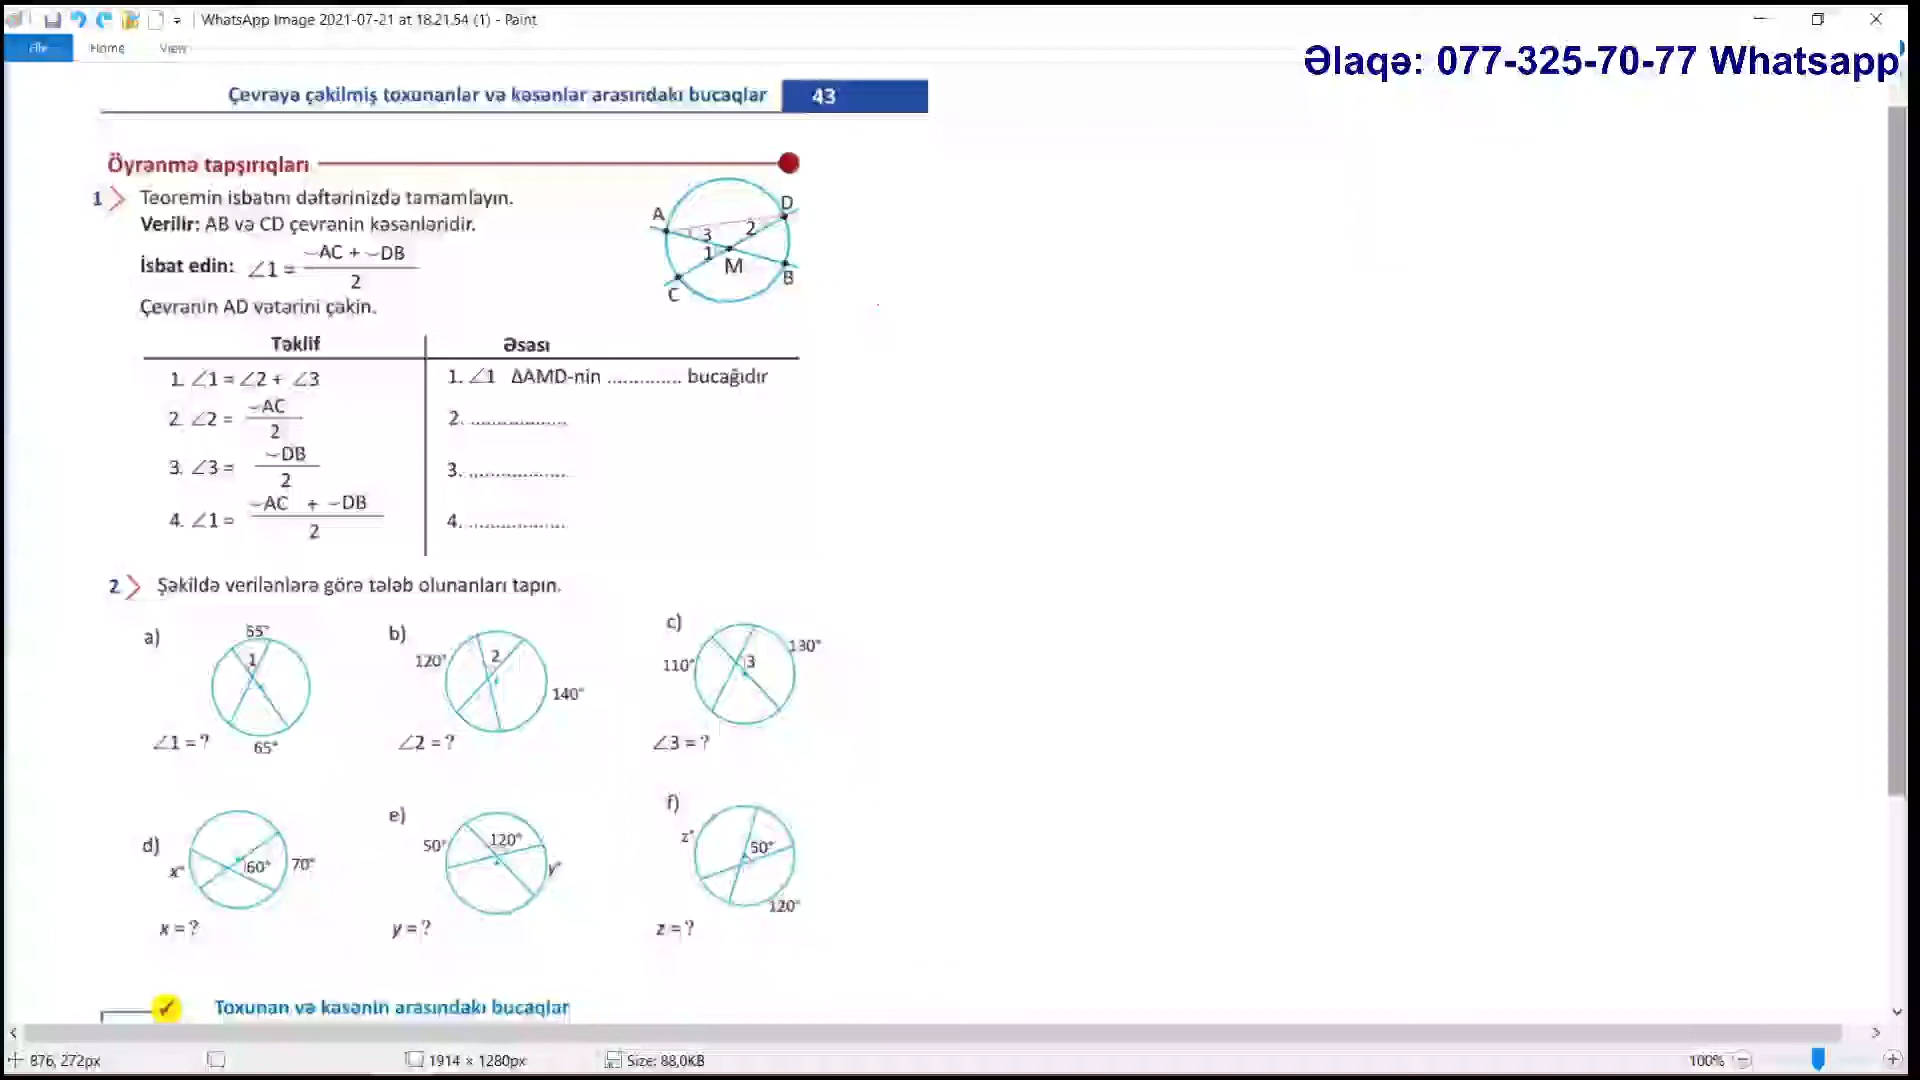 WhatsApp Image 2021-07-21 at 18.21.54 (1) - Paint
File Home View
Əlaqə: 077-325-70-77 Whatsapp
Çevrəyə çəkilmiş toxunanlar və kəsənlər arasındakı bucaqlar 43
Öyrənmə tapşırıqları
1 Teoremin isbatını dəftərinizdə tamamlayın.
Verilir: AB və CD çevrənin kəsənləridir.
İsbat edin: ∠1 = (⌣AC + ⌣DB)/2
Çevrənin AD vətərini çəkin.
A D 3 2 1 M B C
Təklif Əsası
1. ∠1 = ∠2 + ∠3 1. ∠1 ∆AMD-nin .............. bucağıdır
2. ∠2 = ⌣AC/2 2. ..................
3. ∠3 = ⌣DB/2 3. ..................
4. ∠1 = (⌣AC + ⌣DB)/2 4. ..................
2 Şəkildə verilənlərə görə tələb olunanları tapın.
a) 55° 1 65° ∠1 = ?
b) 120° 2 140° ∠2 = ?
c) 110° 3 130° ∠3 = ?
d) x° 60° 70° x = ?
e) 50° 120° y° y = ?
f) z° 50° 120° z = ?
Toxunan və kəsənin arasındakı bucaqlar
876, 272px 1914 × 1280px Size: 88,0KB 100%